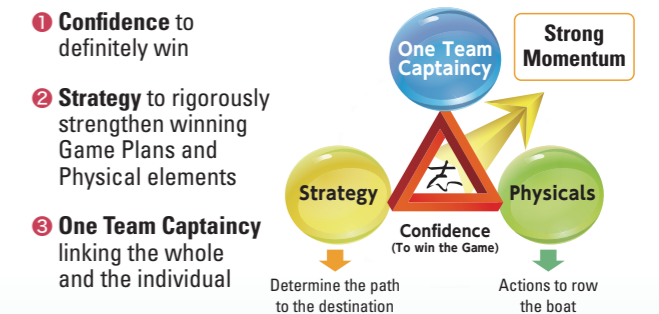 ❶ Confidence to
definitely win
❷ Strategy to rigorously
strengthen winning
Game Plans and
Physical elements
❸ One Team Captaincy
linking the whole
and the individual
One Team
Captaincy
Strong
Momentum
志
Strategy
Physicals
Confidence
(To win the Game)
Determine the path
to the destination
Actions to row
the boat